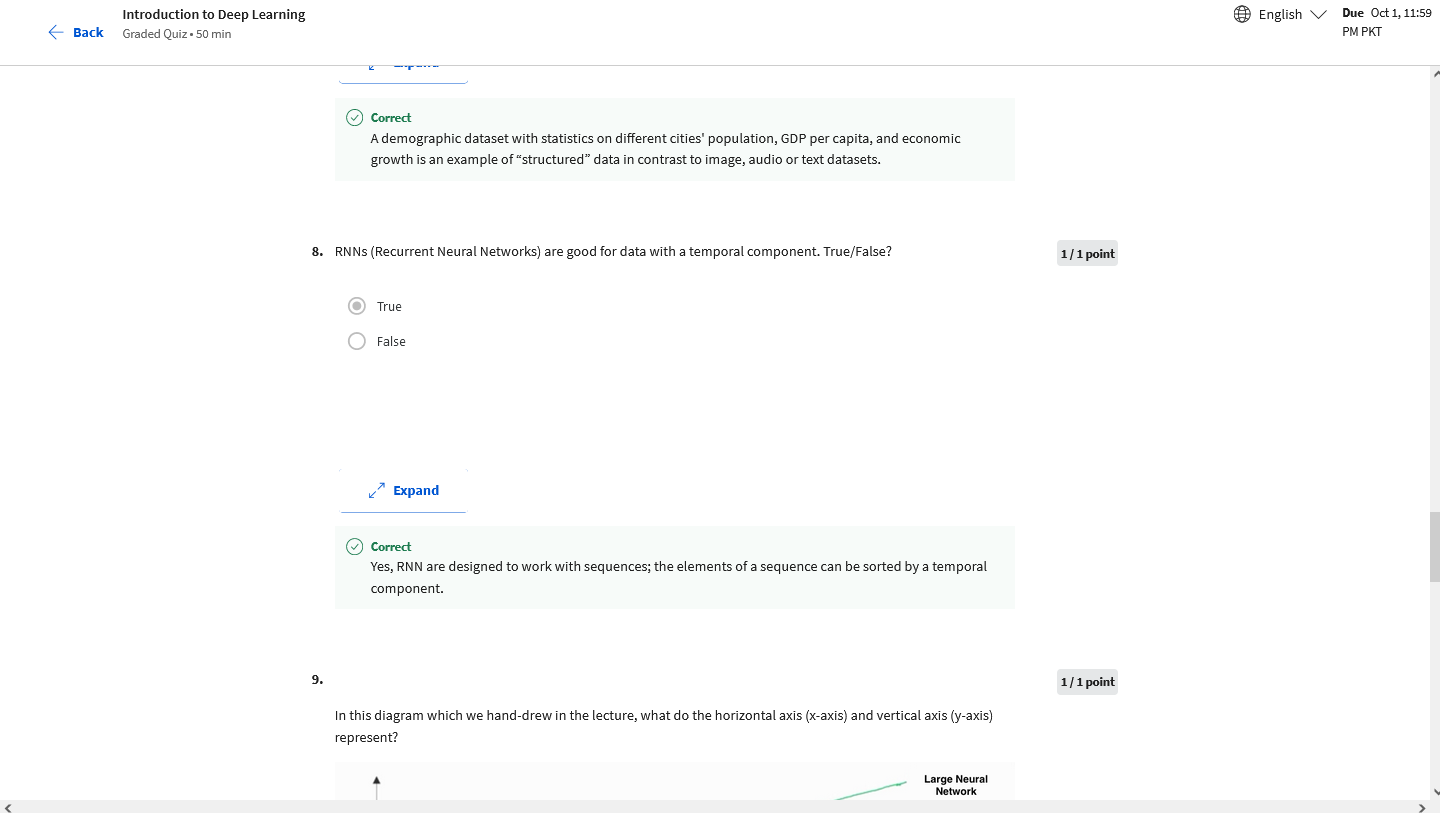 Back
Introduction to Deep Learning
Graded Quiz • 50 min
English
Due Oct 1, 11:59
PM PKT
Expand
Correct
A demographic dataset with statistics on different cities' population, GDP per capita, and economic
growth is an example of “structured” data in contrast to image, audio or text datasets.
8. RNNs (Recurrent Neural Networks) are good for data with a temporal component. True/False?
1 / 1 point
True
False
Expand
Correct
Yes, RNN are designed to work with sequences; the elements of a sequence can be sorted by a temporal
component.
9.
1 / 1 point
In this diagram which we hand-drew in the lecture, what do the horizontal axis (x-axis) and vertical axis (y-axis)
represent?
Large Neural
Network